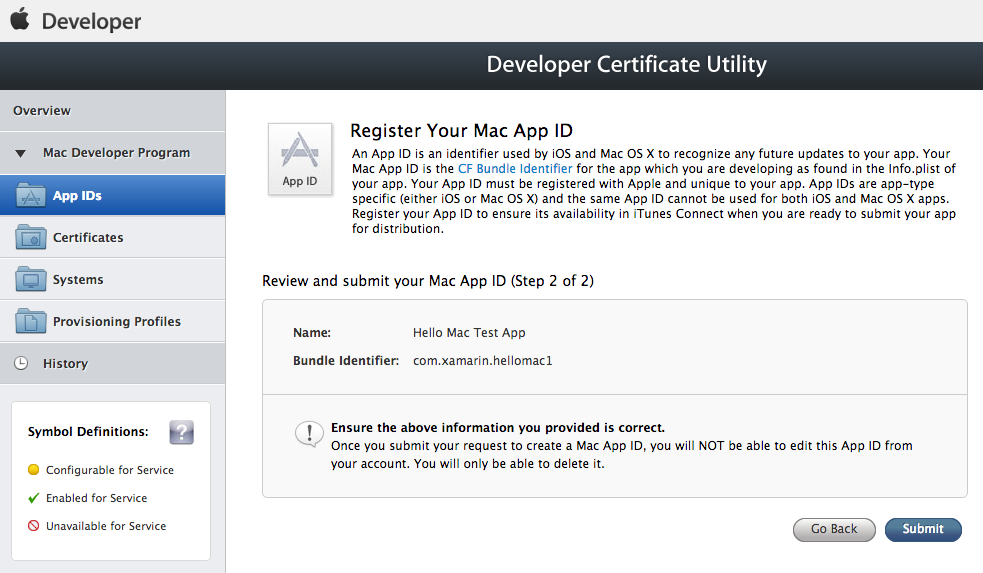 Developer
Developer Certificate Utility
Overview
Mac Developer Program
App IDs
Certificates
Systems
Provisioning Profiles
History
Symbol Definitions:
?
Configurable for Service
Enabled for Service
Unavailable for Service
App ID
Register Your Mac App ID
An App ID is an identifier used by iOS and Mac OS X to recognize any future updates to your app. Your
Mac App ID is the CF Bundle Identifier for the app which you are developing as found in the Info.plist of
your app. Your App ID must be registered with Apple and unique to your app. App IDs are app-type
specific (either iOS or Mac OS X) and the same App ID cannot be used for both iOS and Mac OS X apps.
Register your App ID to ensure its availability in iTunes Connect when you are ready to submit your app
for distribution.
Review and submit your Mac App ID (Step 2 of 2)
Name: Hello Mac Test App
Bundle Identifier: com.xamarin.hellomac1
!
Ensure the above information you provided is correct.
Once you submit your request to create a Mac App ID, you will NOT be able to edit this App ID from
your account. You will only be able to delete it.
Go Back Submit